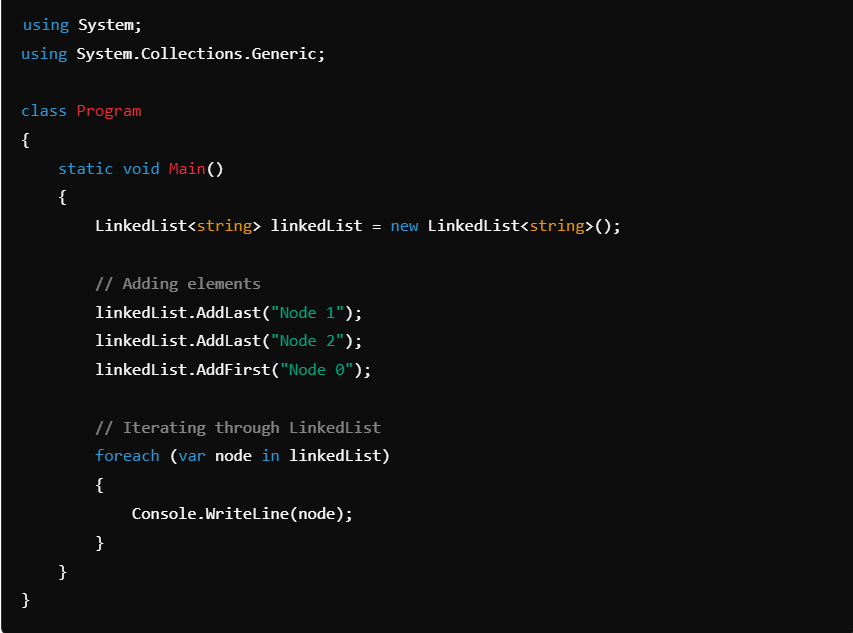 using System;
using System.Collections.Generic;

class Program
{
    static void Main()
    {
        LinkedList<string> linkedList = new LinkedList<string>();

        // Adding elements
        linkedList.AddLast("Node 1");
        linkedList.AddLast("Node 2");
        linkedList.AddFirst("Node 0");

        // Iterating through LinkedList
        foreach (var node in linkedList)
        {
            Console.WriteLine(node);
        }
    }
}